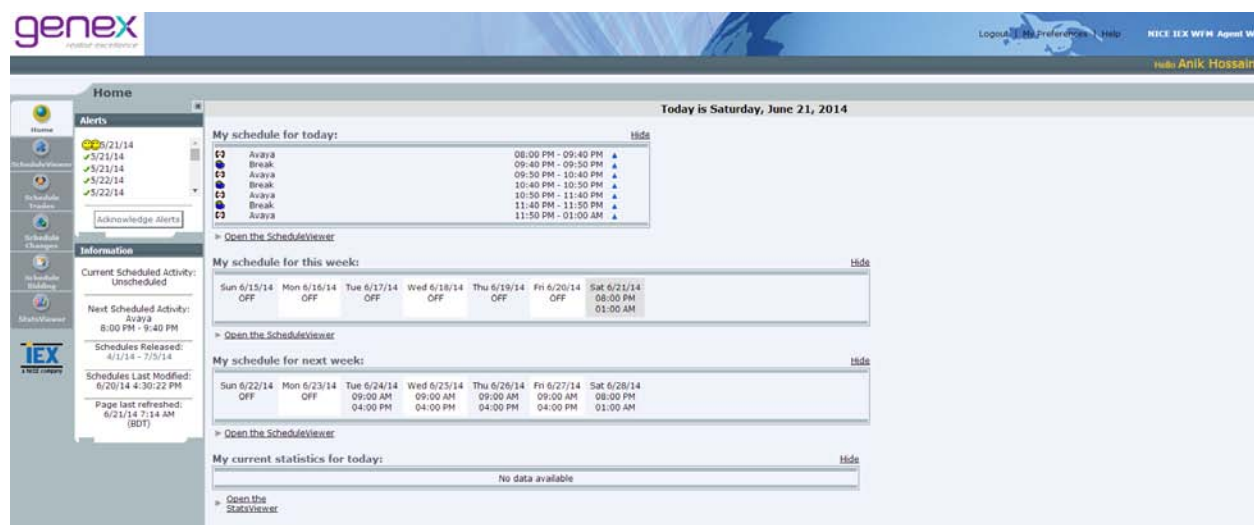 genex
realise excellence
Logout | My Preferences | Help
NICE IEX WFM Agent W
Hello Anik Hossain
Home
Today is Saturday, June 21, 2014
Home
ScheduleViewer
Schedule Trades
Schedule Changes
Schedule Bidding
StatsViewer
IEX
a NICE company
Alerts
6/21/14
5/21/14
5/21/14
5/22/14
5/22/14
Acknowledge Alerts
Information
Current Scheduled Activity:
Unscheduled
Next Scheduled Activity:
Avaya
8:00 PM - 9:40 PM
Schedules Released:
4/1/14 - 7/5/14
Schedules Last Modified:
6/20/14 4:30:22 PM
Page last refreshed:
6/21/14 7:14 AM
(BDT)
My schedule for today: Hide
Avaya 08:00 PM - 09:40 PM
Break 09:40 PM - 09:50 PM
Avaya 09:50 PM - 10:40 PM
Break 10:40 PM - 10:50 PM
Avaya 10:50 PM - 11:40 PM
Break 11:40 PM - 11:50 PM
Avaya 11:50 PM - 01:00 AM
Open the ScheduleViewer
My schedule for this week: Hide
Sun 6/15/14 Mon 6/16/14 Tue 6/17/14 Wed 6/18/14 Thu 6/19/14 Fri 6/20/14 Sat 6/21/14
OFF OFF OFF OFF OFF OFF 08:00 PM
01:00 AM
Open the ScheduleViewer
My schedule for next week: Hide
Sun 6/22/14 Mon 6/23/14 Tue 6/24/14 Wed 6/25/14 Thu 6/26/14 Fri 6/27/14 Sat 6/28/14
OFF OFF 09:00 AM 09:00 AM 09:00 AM 09:00 AM 08:00 PM
04:00 PM 04:00 PM 04:00 PM 04:00 PM 01:00 AM
Open the ScheduleViewer
My current statistics for today: Hide
No data available
Open the
StatsViewer